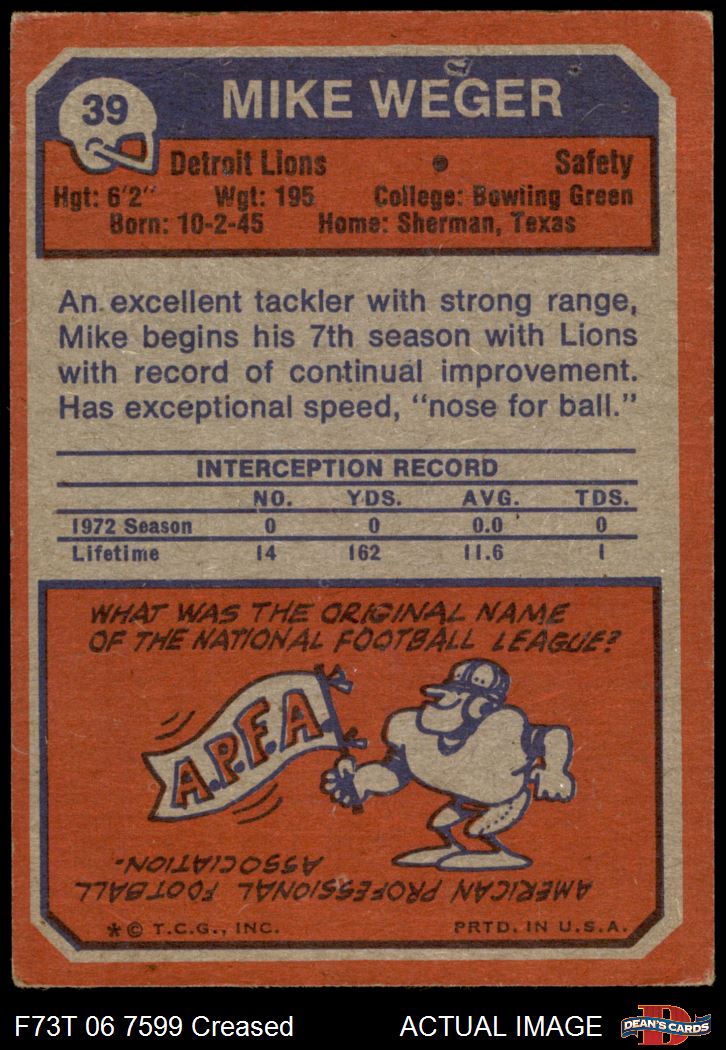 39
MIKE WEGER
Detroit Lions • Safety
Hgt: 6'2" Wgt: 195 College: Bowling Green
Born: 10-2-45 Home: Sherman, Texas
An excellent tackler with strong range,
Mike begins his 7th season with Lions
with record of continual improvement.
Has exceptional speed, "nose for ball."
INTERCEPTION RECORD
NO. YDS. AVG. TDS.
1972 Season 0 0 0.0 0
Lifetime 14 162 11.6 1
WHAT WAS THE ORIGINAL NAME
OF THE NATIONAL FOOTBALL LEAGUE?
A.P.F.A.
AMERICAN PROFESSIONAL FOOTBALL
ASSOCIATION.
* © T.C.G., INC. PRTD. IN U.S.A.
F73T 06 7599 Creased ACTUAL IMAGE
D
DEAN'S CARDS